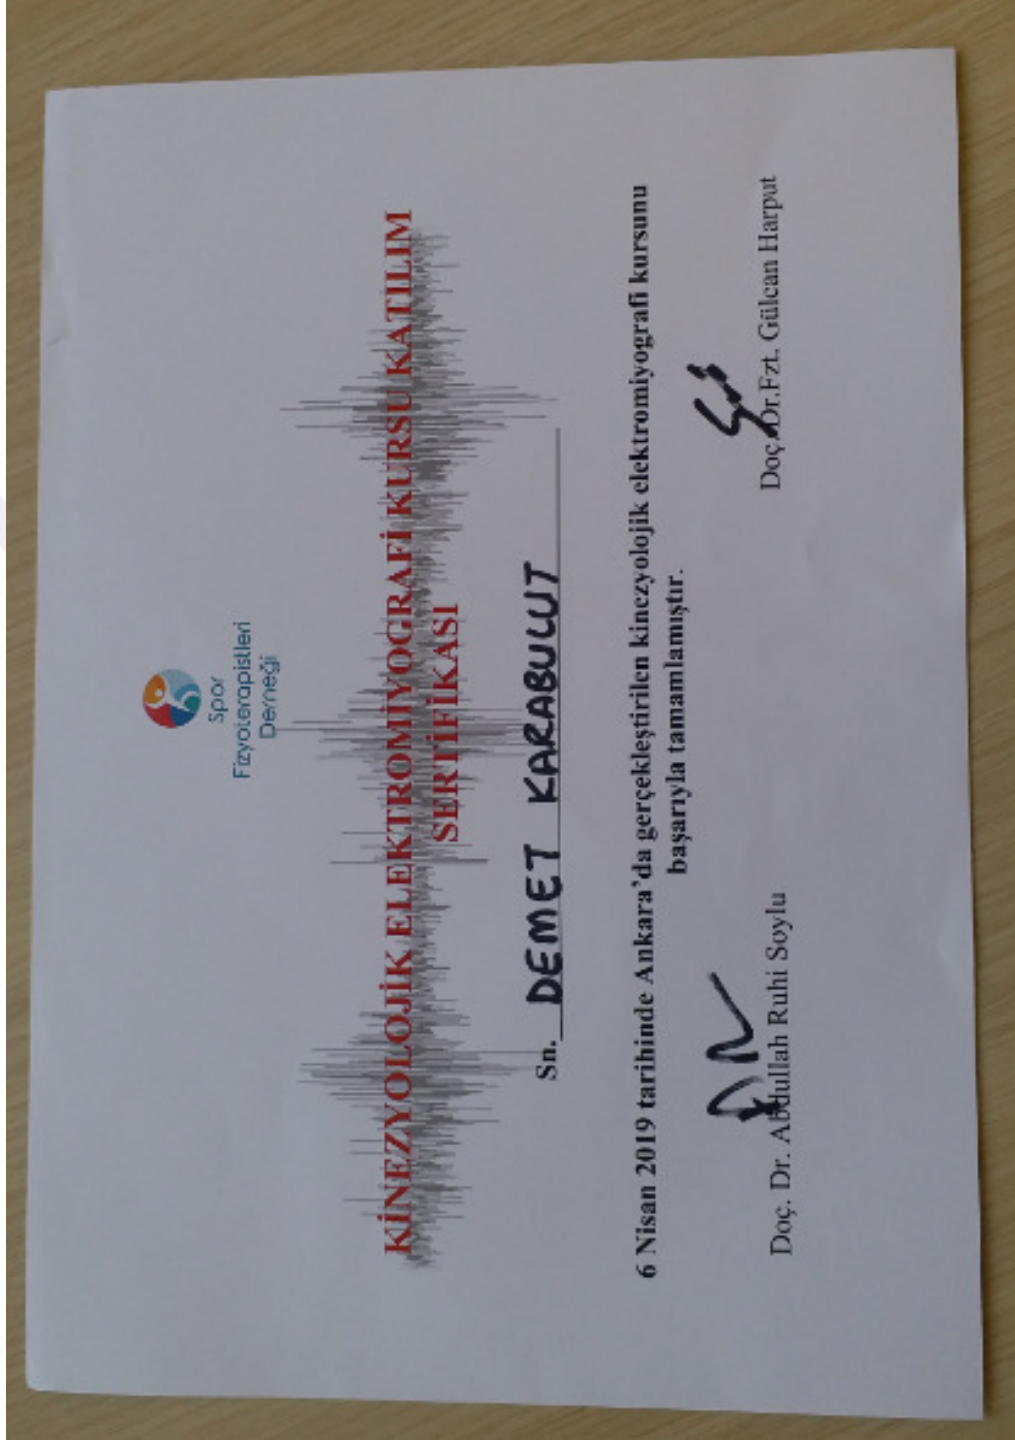 Spor
Fizyoterapistleri
Derneği
KİNEZYOLOJİK ELEKTROMİYOGRAFİ KURSU KATILIM
SERTİFİKASI
Sn. DEMET KARABULUT
6 Nisan 2019 tarihinde Ankara'da gerçekleştirilen kinezyolojik elektromiyografi kursunu
başarıyla tamamlamıştır.
Doç. Dr. Abdullah Ruhi Soylu
Doç. Dr.Fzt. Gülcan Harput